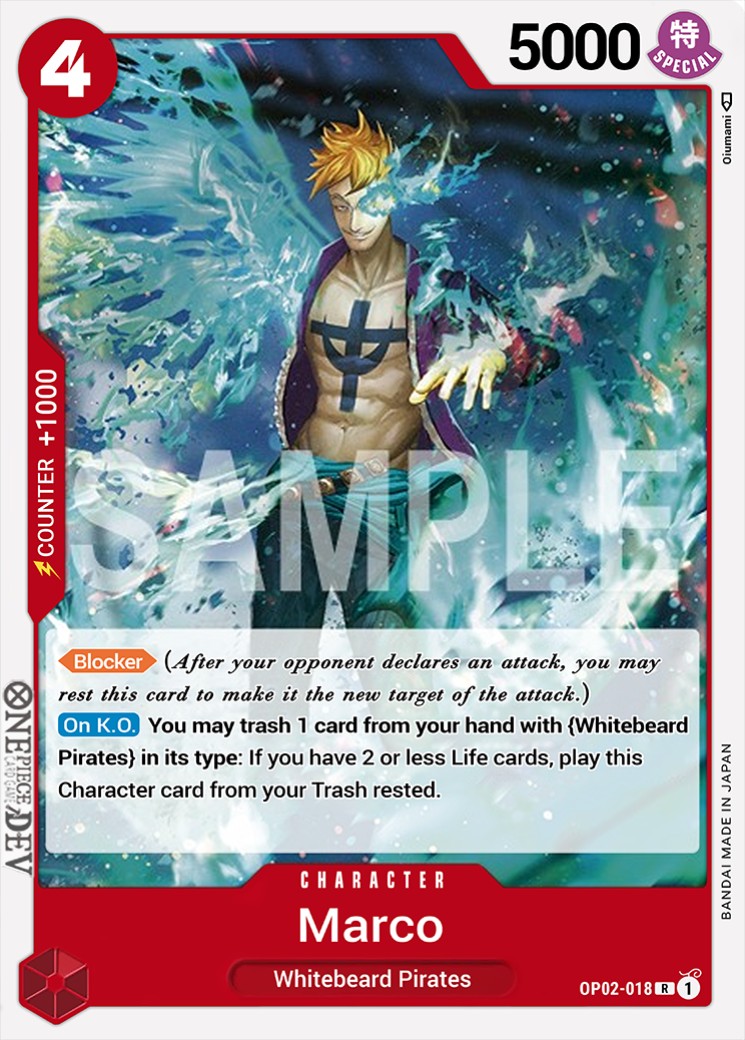 4
5000
特
SPECIAL
Oiumami
COUNTER +1000
SAMPLE
Blocker (After your opponent declares an attack, you may
rest this card to make it the new target of the attack.)
On K.O. You may trash 1 card from your hand with {Whitebeard
Pirates} in its type: If you have 2 or less Life cards, play this
Character card from your Trash rested.
ONE PIECE
CARD GAME
.DEV
BANDAI MADE IN JAPAN
CHARACTER
Marco
Whitebeard Pirates
OP02-018 R 1